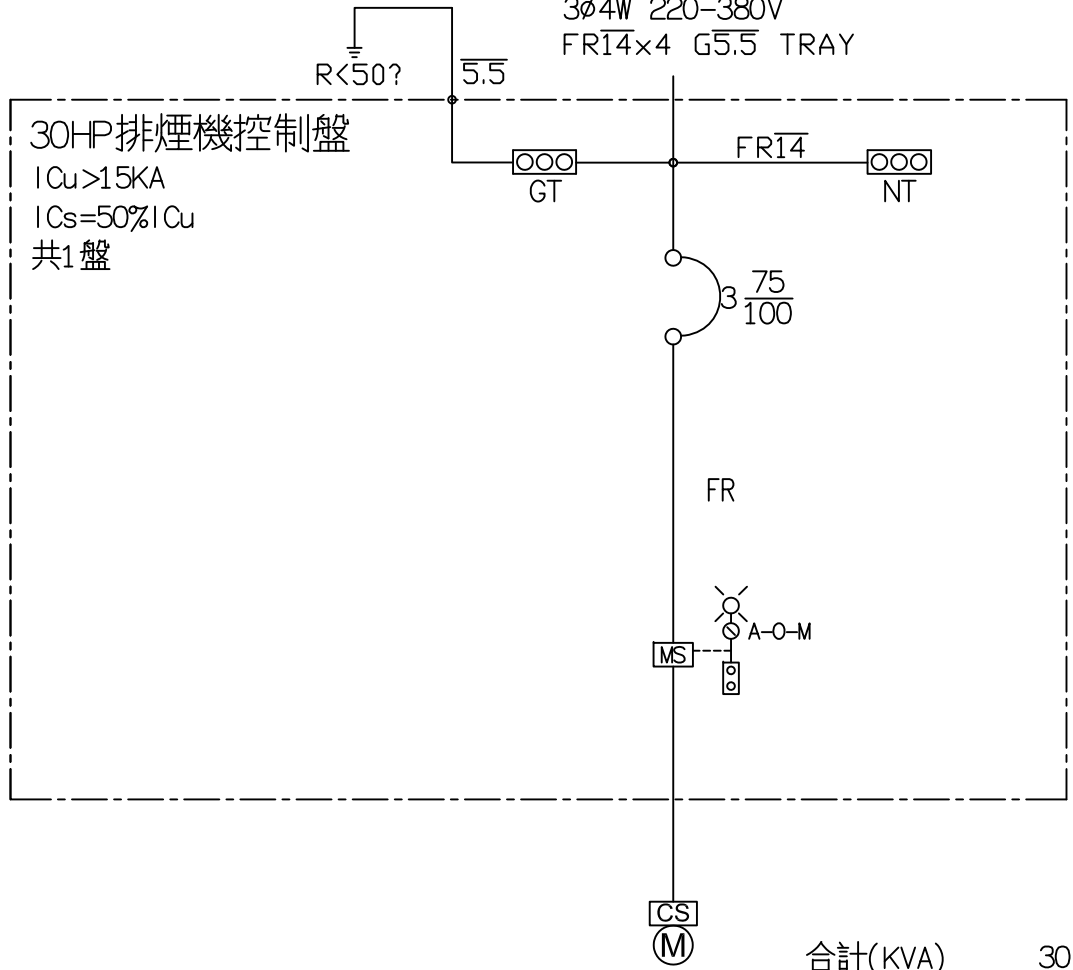 3ø4W 220-380V
FR14x4 G5.5 TRAY
R<50?
5.5
30HP排煙機控制盤
ICu>15KA
ICs=50%ICu
共1盤
GT
FR14
NT
3 75
100
FR
A-O-M
MS
CS
M
合計(KVA) 30